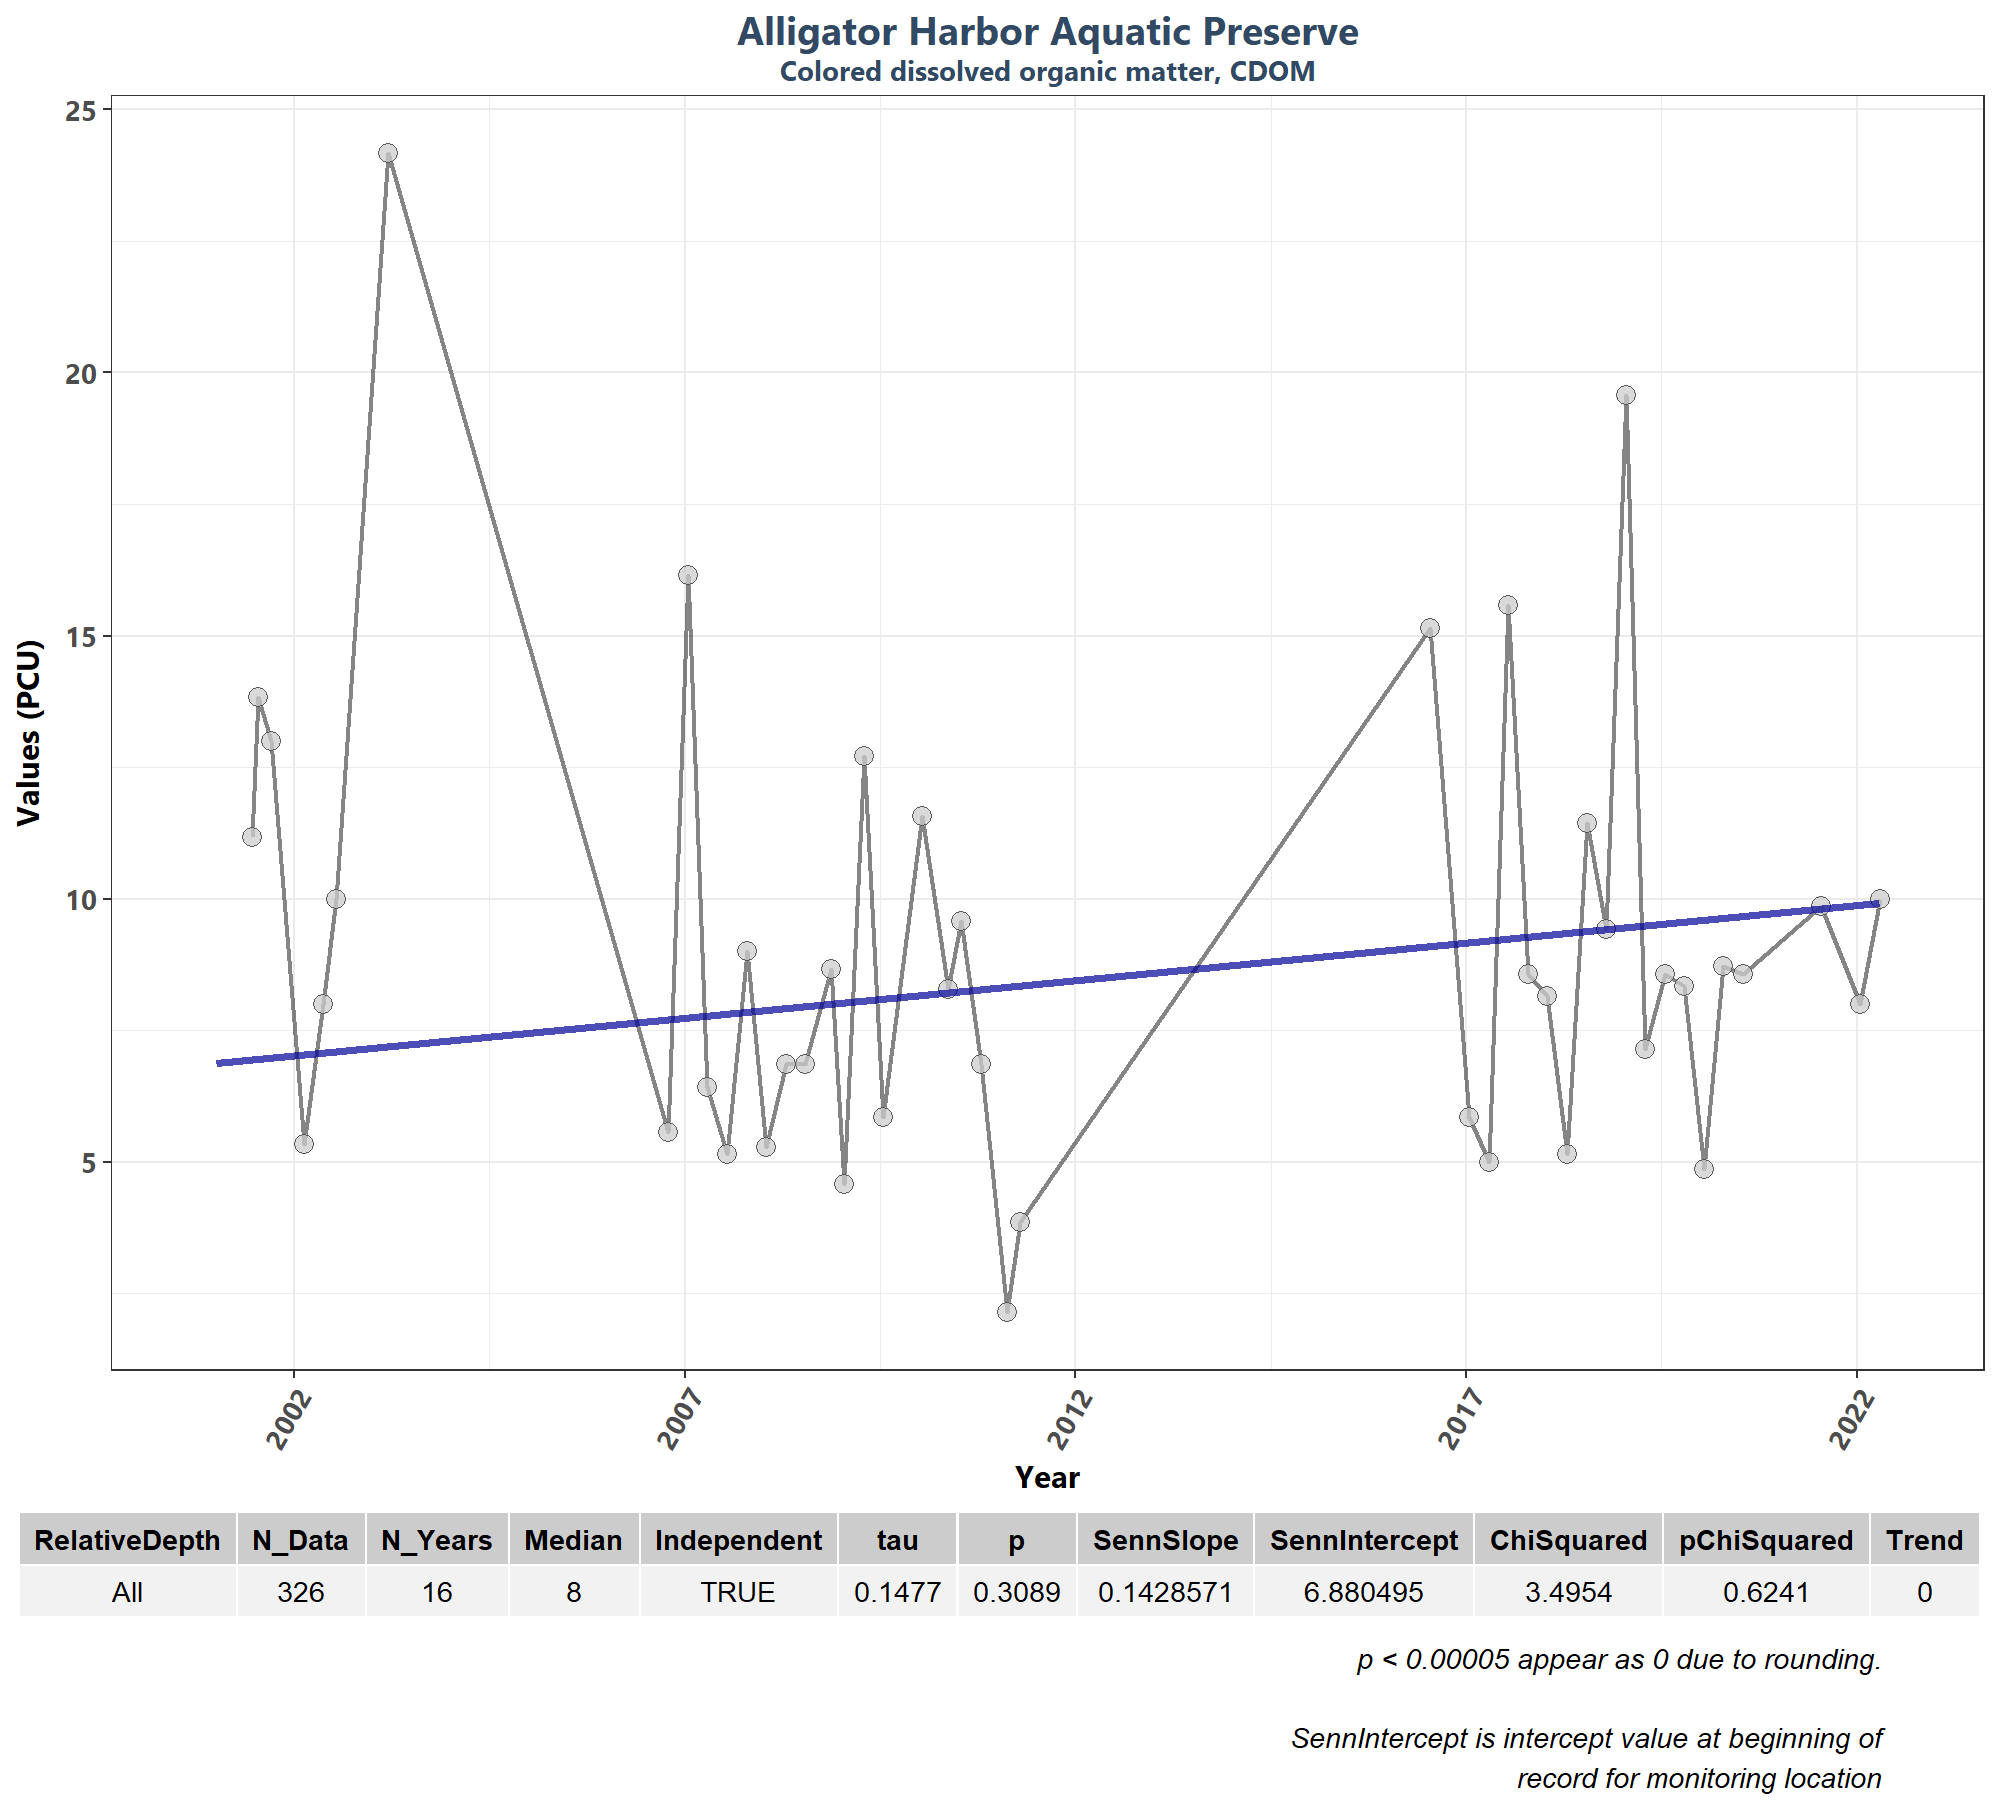 Alligator Harbor Aquatic Preserve
Colored dissolved organic matter, CDOM
25
20
15
10
5
Values (PCU)
2002 2007 2012 2017 2022
Year
RelativeDepth N_Data N_Years Median Independent tau p SennSlope SennIntercept ChiSquared pChiSquared Trend
All 326 16 8 TRUE 0.1477 0.3089 0.1428571 6.880495 3.4954 0.6241 0
p < 0.00005 appear as 0 due to rounding.
SennIntercept is intercept value at beginning of
record for monitoring location